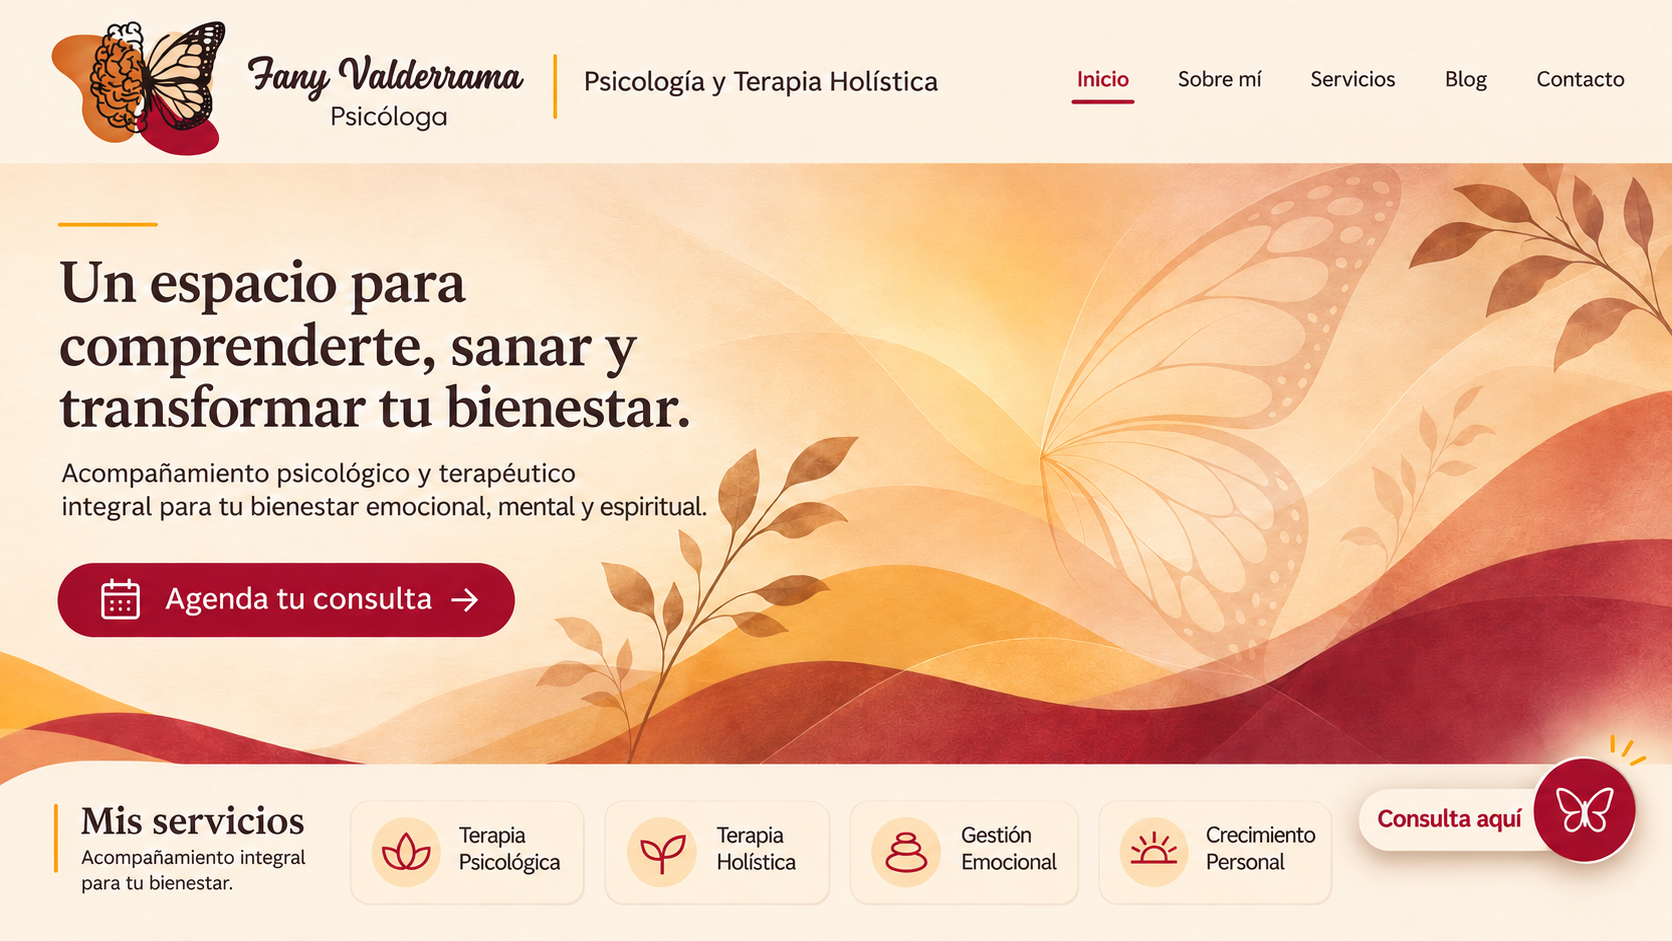 Fany Valderrama
Psicóloga
Psicología y Terapia Holística
Inicio
Sobre mí
Servicios
Blog
Contacto
Un espacio para
comprenderte, sanar y
transformar tu bienestar.
Acompañamiento psicológico y terapéutico
integral para tu bienestar emocional, mental y espiritual.
Agenda tu consulta →
Mis servicios
Acompañamiento integral
para tu bienestar.
Terapia
Psicológica
Terapia
Holística
Gestión
Emocional
Crecimiento
Personal
Consulta aquí